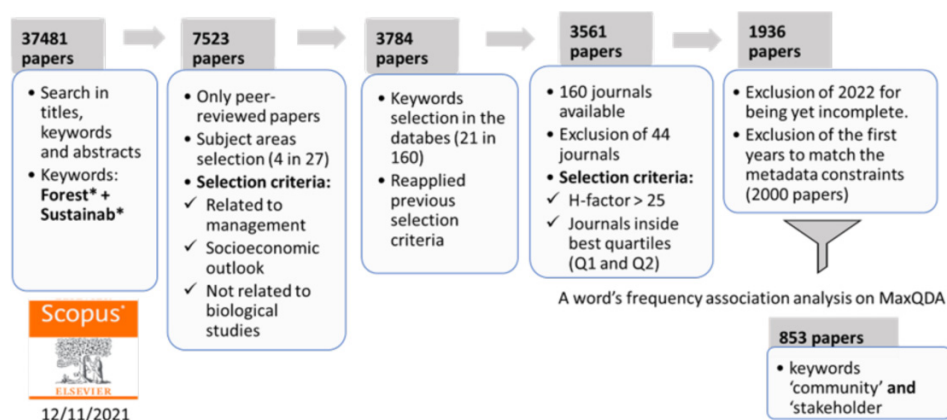 37481
papers
• Search in
titles,
keywords
and abstracts
• Keywords:
Forest* +
Sustainab*
7523
papers
• Only peer-
reviewed papers
• Subject areas
selection (4 in 27)
• Selection criteria:
✓ Related to
management
✓ Socioeconomic
outlook
✓ Not related to
biological
studies
3784
papers
• Keywords
selection in the
databes (21 in
160)
• Reapplied
previous
selection
criteria
3561
papers
• 160 journals
available
• Exclusion of 44
journals
• Selection criteria:
✓ H-factor > 25
✓ Journals inside
best quartiles
(Q1 and Q2)
1936
papers
• Exclusion of 2022 for
being yet incomplete.
• Exclusion of the first
years to match the
metadata constraints
(2000 papers)
A word's frequency association analysis on MaxQDA
853 papers
• keywords
'community' and
'stakeholder
Scopus
ELSEVIER
12/11/2021